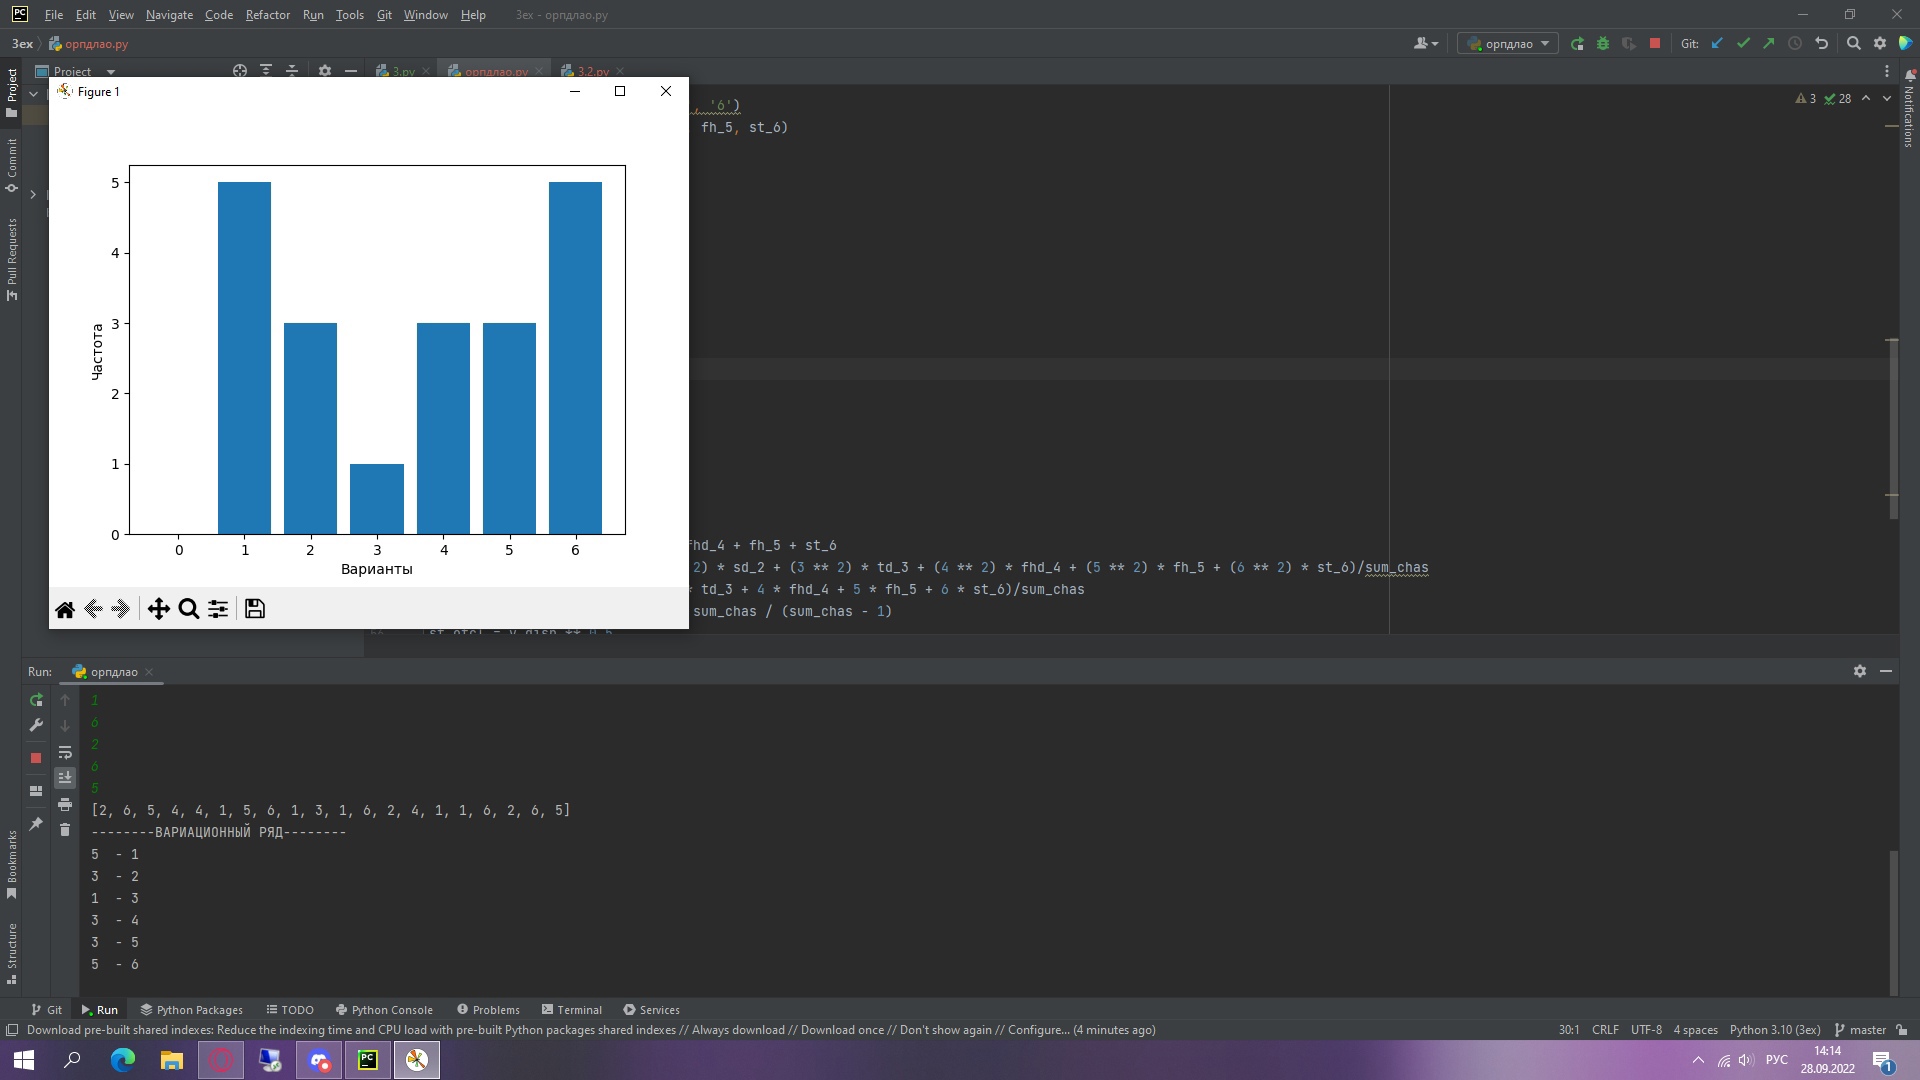 PC File Edit View Navigate Code Refactor Run Tools Git Window Help 3ex - орпдлао.py
3ex орпдлао.py орпдлао Git:
Project 3.py орпдлао.py 3.2.py
Figure 1
, '6')
3 28
fh_5, st_6)
5
4
3
2
1
0
0 1 2 3 4 5 6
Частота
Варианты
fhd_4 + fh_5 + st_6
2) * sd_2 + (3 ** 2) * td_3 + (4 ** 2) * fhd_4 + (5 ** 2) * fh_5 + (6 ** 2) * st_6)/sum_chas
* td_3 + 4 * fhd_4 + 5 * fh_5 + 6 * st_6)/sum_chas
sum_chas / (sum_chas - 1)
Project
Commit
Pull Requests
Bookmarks
Structure
Notifications
Run: орпдлао
1
6
2
6
5
[2, 6, 5, 4, 4, 1, 5, 6, 1, 3, 1, 6, 2, 4, 1, 1, 6, 2, 6, 5]
--------ВАРИАЦИОННЫЙ РЯД--------
5 - 1
3 - 2
1 - 3
3 - 4
3 - 5
5 - 6
Git Run Python Packages TODO Python Console Problems Terminal Services
Download pre-built shared indexes: Reduce the indexing time and CPU load with pre-built Python packages shared indexes // Always download // Download once // Don't show again // Configure... (4 minutes ago) 30:1 CRLF UTF-8 4 spaces Python 3.10 (3ex) master
PC РУС 14:14
28.09.2022 1